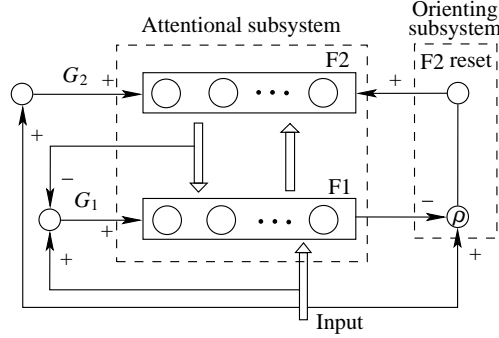 Attentional subsystem
Orienting subsystem
F2
F2 reset
G2
+
+
+
+
−
G1
+
F1
−
ρ
+
+
Input